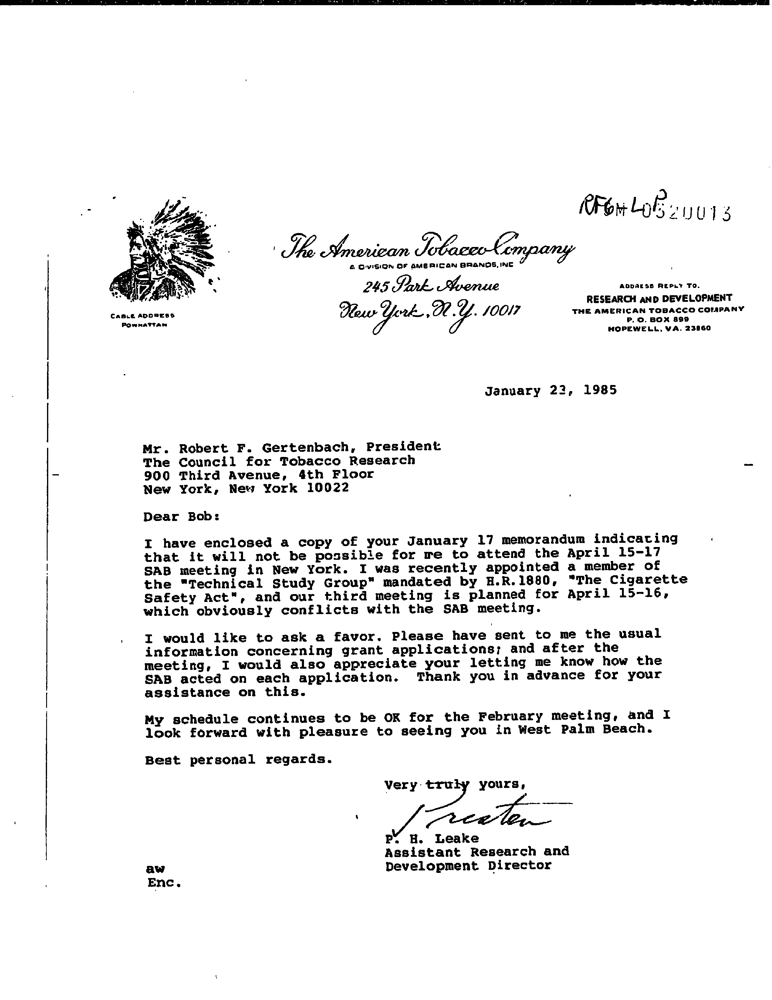 The American Tobacco Company
A DIVISION OF AMERICAN BRANDS, INC
245 Park Avenue
New York, N.Y. 10017
CABLE ADDRESS
POWHATTAN
ADDRESS REPLY TO.
RESEARCH AND DEVELOPMENT
THE AMERICAN TOBACCO COMPANY
P. O. BOX 899
HOPEWELL, VA. 23860
January 23, 1985
Mr. Robert F. Gertenbach, President
The Council for Tobacco Research
900 Third Avenue, 4th Floor
New York, New York 10022
Dear Bob:
I have enclosed a copy of your January 17 memorandum indicating
that it will not be possible for me to attend the April 15-17
SAB meeting in New York. I was recently appointed a member of
the "Technical Study Group" mandated by H.R.1880, "The Cigarette
Safety Act", and our third meeting is planned for April 15-16,
which obviously conflicts with the SAB meeting.
I would like to ask a favor. Please have sent to me the usual
information concerning grant applications; and after the
meeting, I would also appreciate your letting me know how the
SAB acted on each application. Thank you in advance for your
assistance on this.
My schedule continues to be OK for the February meeting, and I
look forward with pleasure to seeing you in West Palm Beach.
Best personal regards.
Very truly yours,
Preston
P. H. Leake
Assistant Research and
Development Director
aw
Enc.